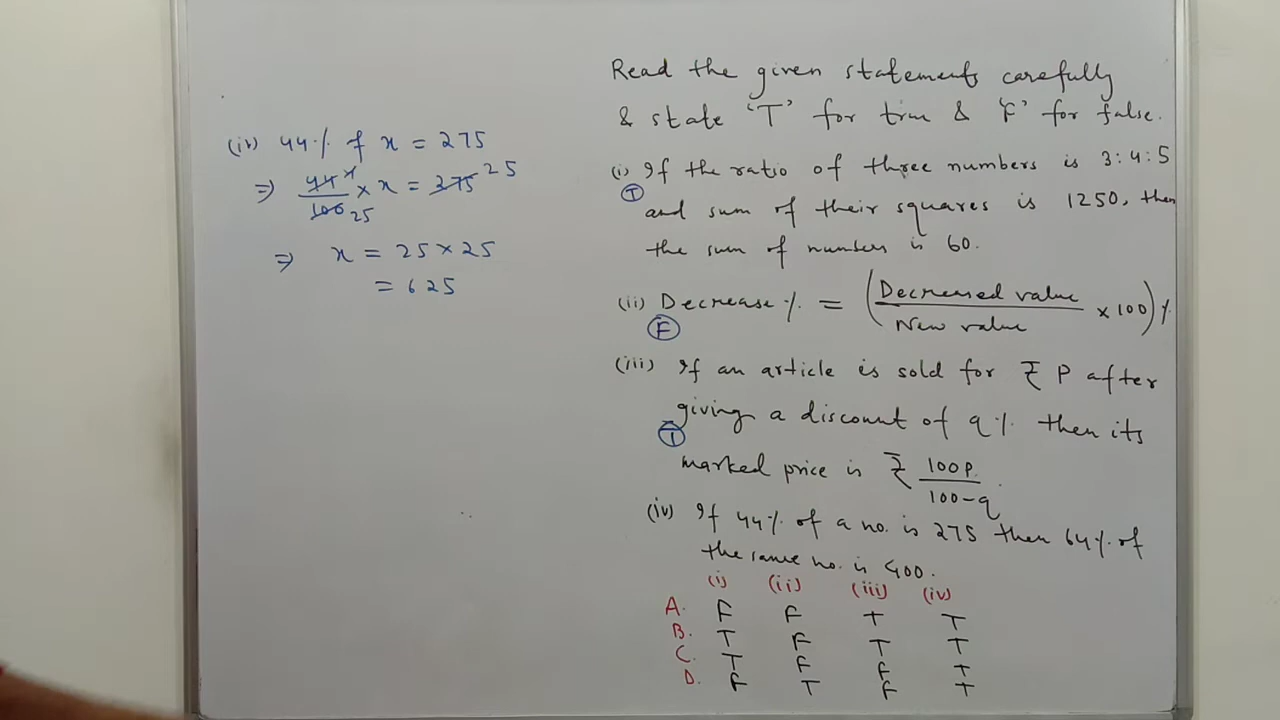 (iv) 44% of x = 275
⇒ 44 1/100 25 × x = 375 25
⇒ x = 25 × 25
= 625
Read the given statements carefully
& state 'T' for true & 'F' for false.
(i) If the ratio of three numbers is 3:4:5
T and sum of their squares is 1250, then
the sum of numbers is 60.
(ii) Decrease % = (Decreased value/New value × 100)%
F
(iii) If an article is sold for ₹ P after
giving a discount of q% then its
T marked price is ₹ 100P/100-q.
(iv) If 44% of a no. is 275 then 64% of
the same no. is 400.
(i) (ii) (iii) (iv)
A. F F T T
B. T F T T
C. T F F T
D. F T F T